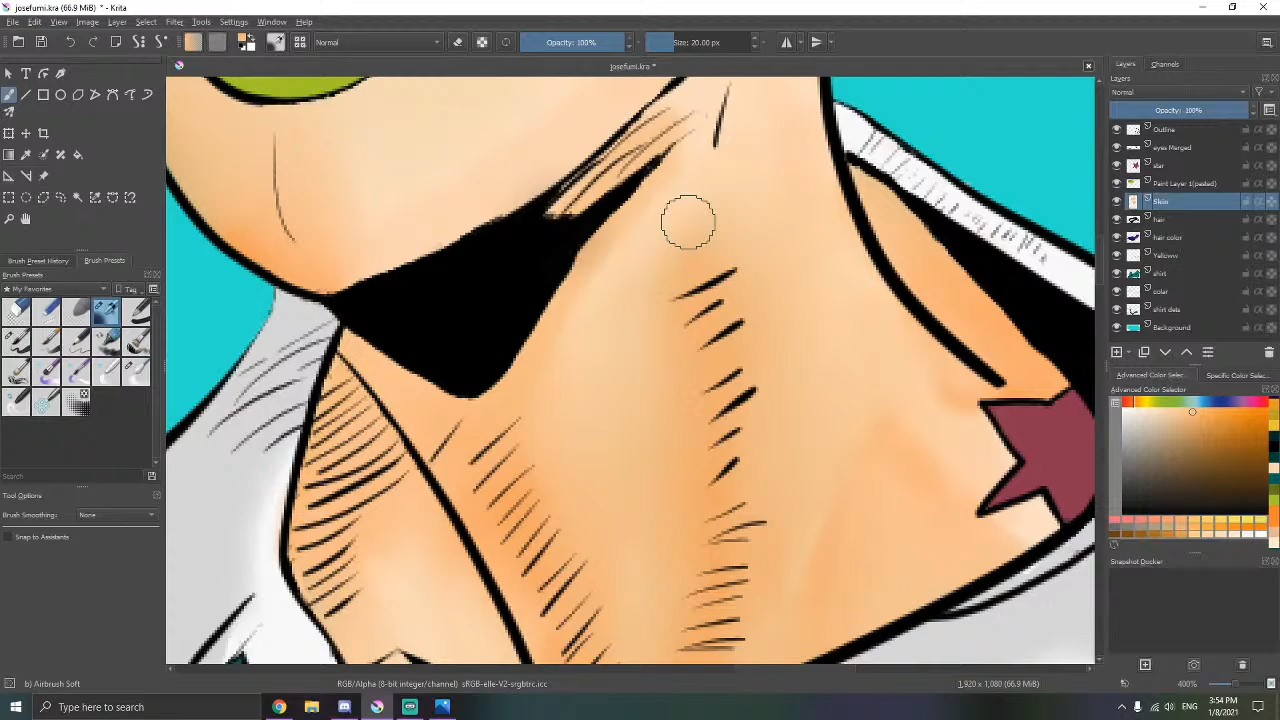 josefumi.kra (66.9 MiB) * - Krita
File Edit View Image Layer Select Filter Tools Settings Window Help
Normal Opacity: 100% Size: 20.00 px
josefumi.kra *
Layers Channels
Layers
Normal
Opacity: 100%
Outline
eyes Merged
star
Paint Layer 1(pasted)
Skin
hair
hair color
Yelloww
shirt
colar
shirt dets
Background
Brush Preset History Brush Presets
Brush Presets
My Favorites Tag
Search
Tool Options
Brush Smoothing: None
Snap to Assistants
Advanced Color Selec... Specific Color Selec...
Advanced Color Selector
Snapshot Docker
b) Airbrush Soft
RGB/Alpha (8-bit integer/channel) sRGB-elle-V2-srgbtrc.icc
1,920 x 1,080 (66.9 MiB)
400%
Type here to search
ENG
3:54 PM
1/8/2021